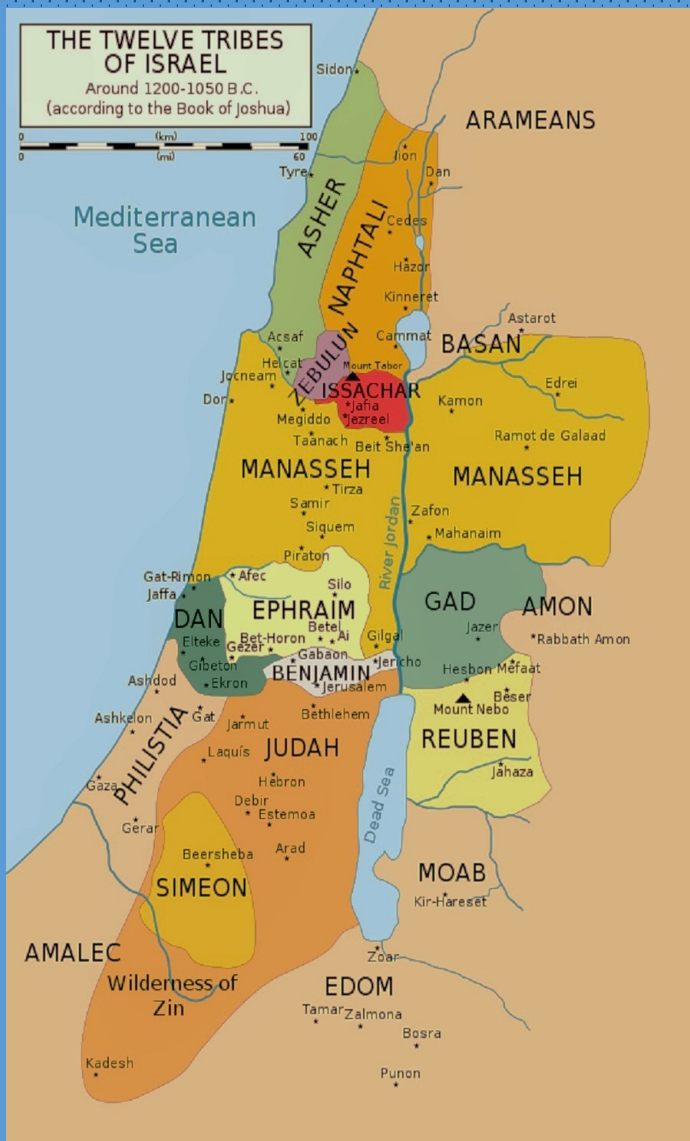 THE TWELVE TRIBES
OF ISRAEL
Around 1200-1050 B.C.
(according to the Book of Joshua)
0 (km) 100
0 (mi) 60
Sidon
ARAMEANS
Ijon
Tyre
Dan
ASHER
Mediterranean
Sea
NAPHTALI
Cedes
Hazor
Kinneret
Astarot
Acsaf
Cammat
BASAN
ZEBULUN
Helcat
Mount Tabor
Jocneam
ISSACHAR
Edrei
Dor
Jafia
Kamon
Megiddo
Jezreel
Taanach
Beit She'an
Ramot de Galaad
MANASSEH
MANASSEH
Tirza
Samir
Zafon
Siquem
Mahanaim
River Jordan
Piraton
Gat-Rimon
Afec
Jaffa
Silo
DAN
EPHRAIM
GAD
AMON
Elteke
Bet-Horon
Betel
Ai
Gilgal
Jazer
Rabbath Amon
Gezer
Gabaon
Jericho
Gibeton
BENJAMIN
Hesbon
Mefaat
Ekron
Jerusalem
Ashdod
Beser
Mount Nebo
Ashkelon
Gat
Jarmut
Bethlehem
PHILISTIA
Laquís
JUDAH
REUBEN
Jahaza
Gaza
Hebron
Debir
Estemoa
Dead Sea
Gerar
Beersheba
Arad
SIMEON
MOAB
Kir-Hareset
AMALEC
Zoar
Wilderness of
Zin
EDOM
Tamar
Zalmona
Bosra
Kadesh
Punon